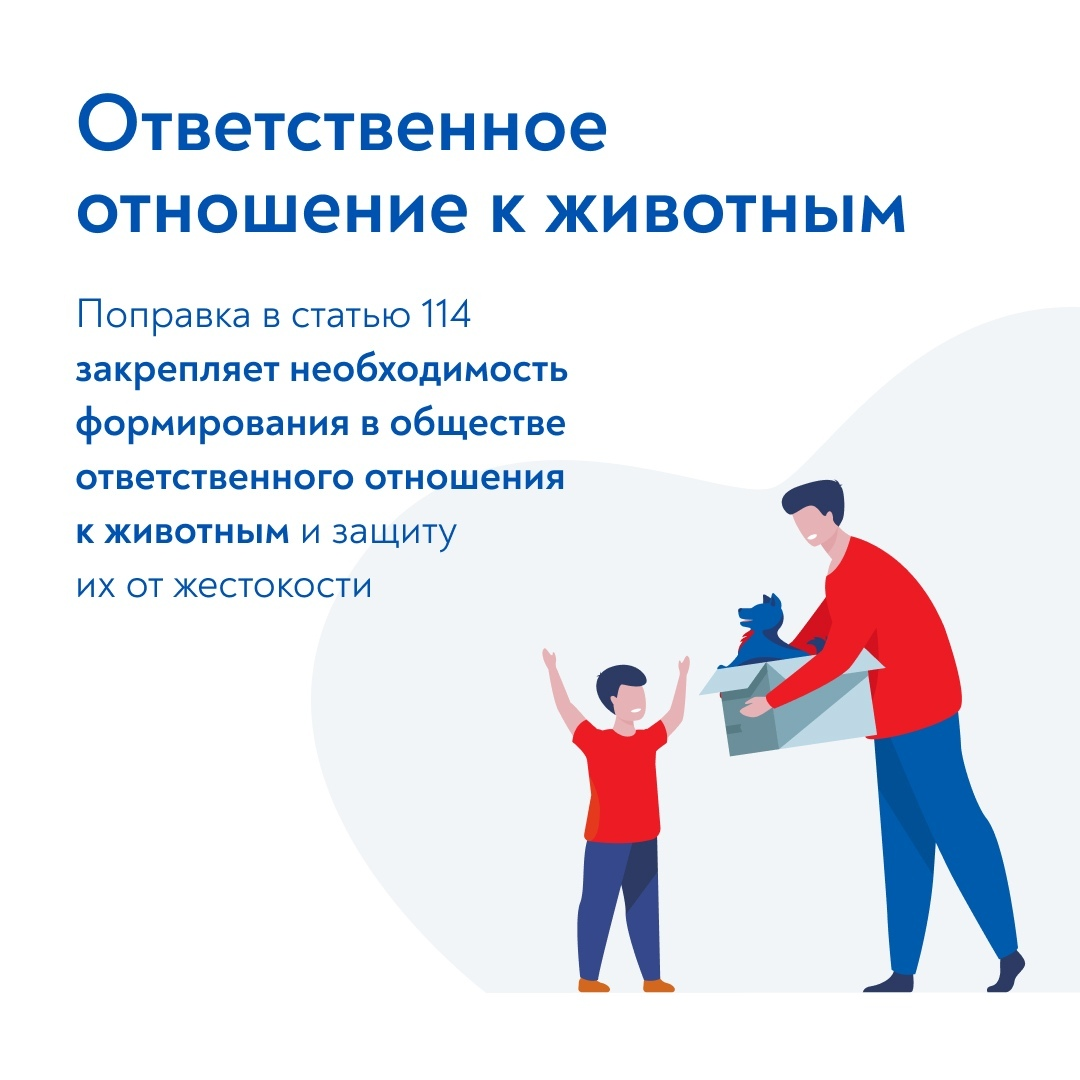 Ответственное
отношение к животным
Поправка в статью 114
закрепляет необходимость
формирования в обществе
ответственного отношения
к животным и защиту
их от жестокости